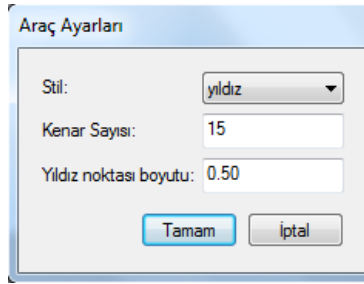 Araç Ayarları
Stil: yıldız
Kenar Sayısı: 15
Yıldız noktası boyutu: 0.50
Tamam İptal